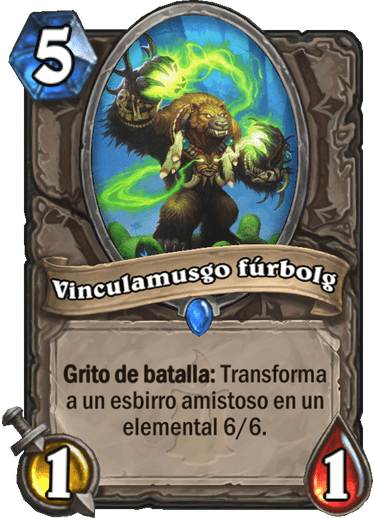 5
Vinculamusgo fúrbolg
Grito de batalla: Transforma
a un esbirro amistoso en un
elemental 6/6.
1
1